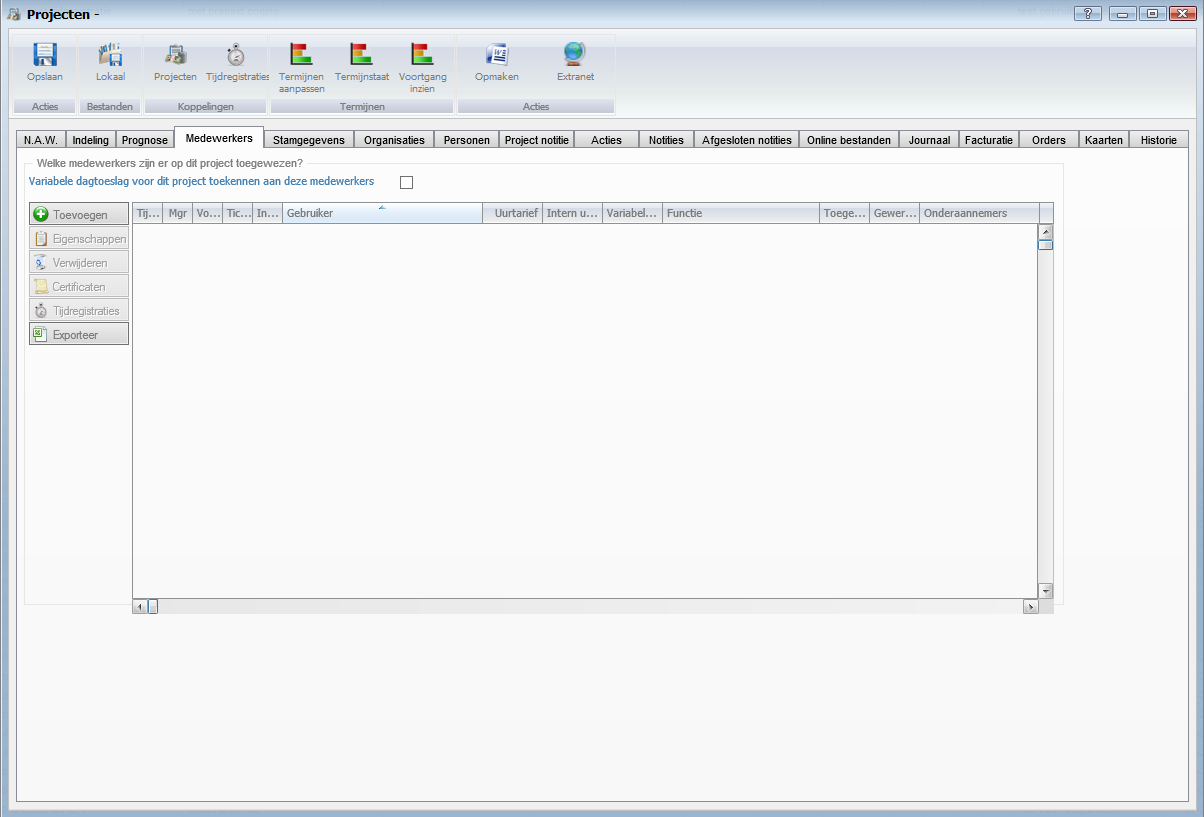 Projecten -
Opslaan
Lokaal
Projecten
Tijdregistraties
Termijnen aanpassen
Termijnstaat
Voortgang inzien
Opmaken
Extranet
Acties
Bestanden
Koppelingen
Termijnen
Acties
N.A.W. Indeling Prognose Medewerkers Stamgegevens Organisaties Personen Project notitie Acties Notities Afgesloten notities Online bestanden Journaal Facturatie Orders Kaarten Historie
Welke medewerkers zijn er op dit project toegewezen?
Variabele dagtoeslag voor dit project toekennen aan deze medewerkers
Tij... Mgr Vo... Tic... In... Gebruiker Uurtarief Intern u... Variabel... Functie Toege... Gewer... Onderaannemers
Toevoegen
Eigenschappen
Verwijderen
Certificaten
Tijdregistraties
Exporteer